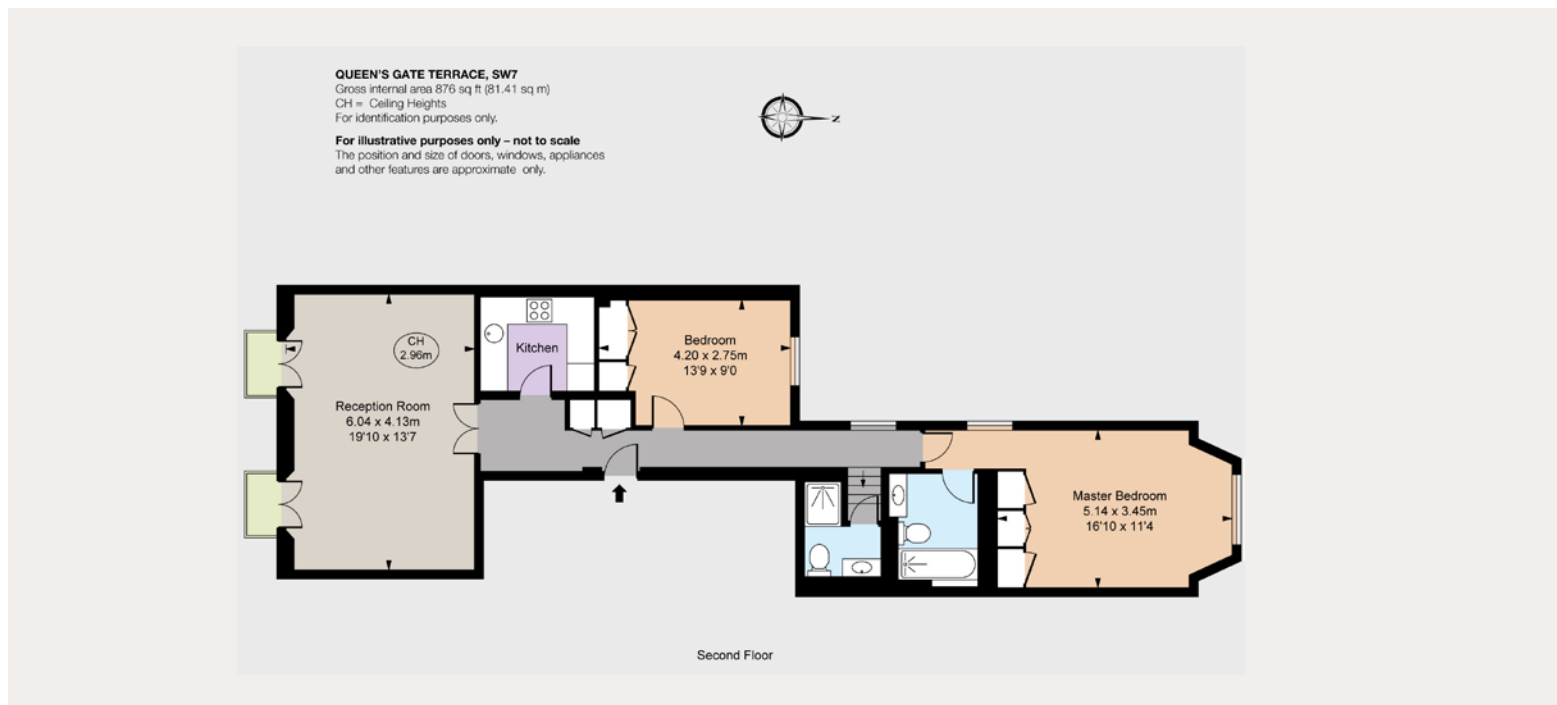 QUEEN'S GATE TERRACE, SW7
Gross internal area 876 sq ft (81.41 sq m)
CH = Ceiling Heights
For identification purposes only.
For illustrative purposes only – not to scale
The position and size of doors, windows, appliances
and other features are approximate only.
N
CH
2.96m
Kitchen
Bedroom
4.20 x 2.75m
13'9 x 9'0
Reception Room
6.04 x 4.13m
19'10 x 13'7
Master Bedroom
5.14 x 3.45m
16'10 x 11'4
Second Floor